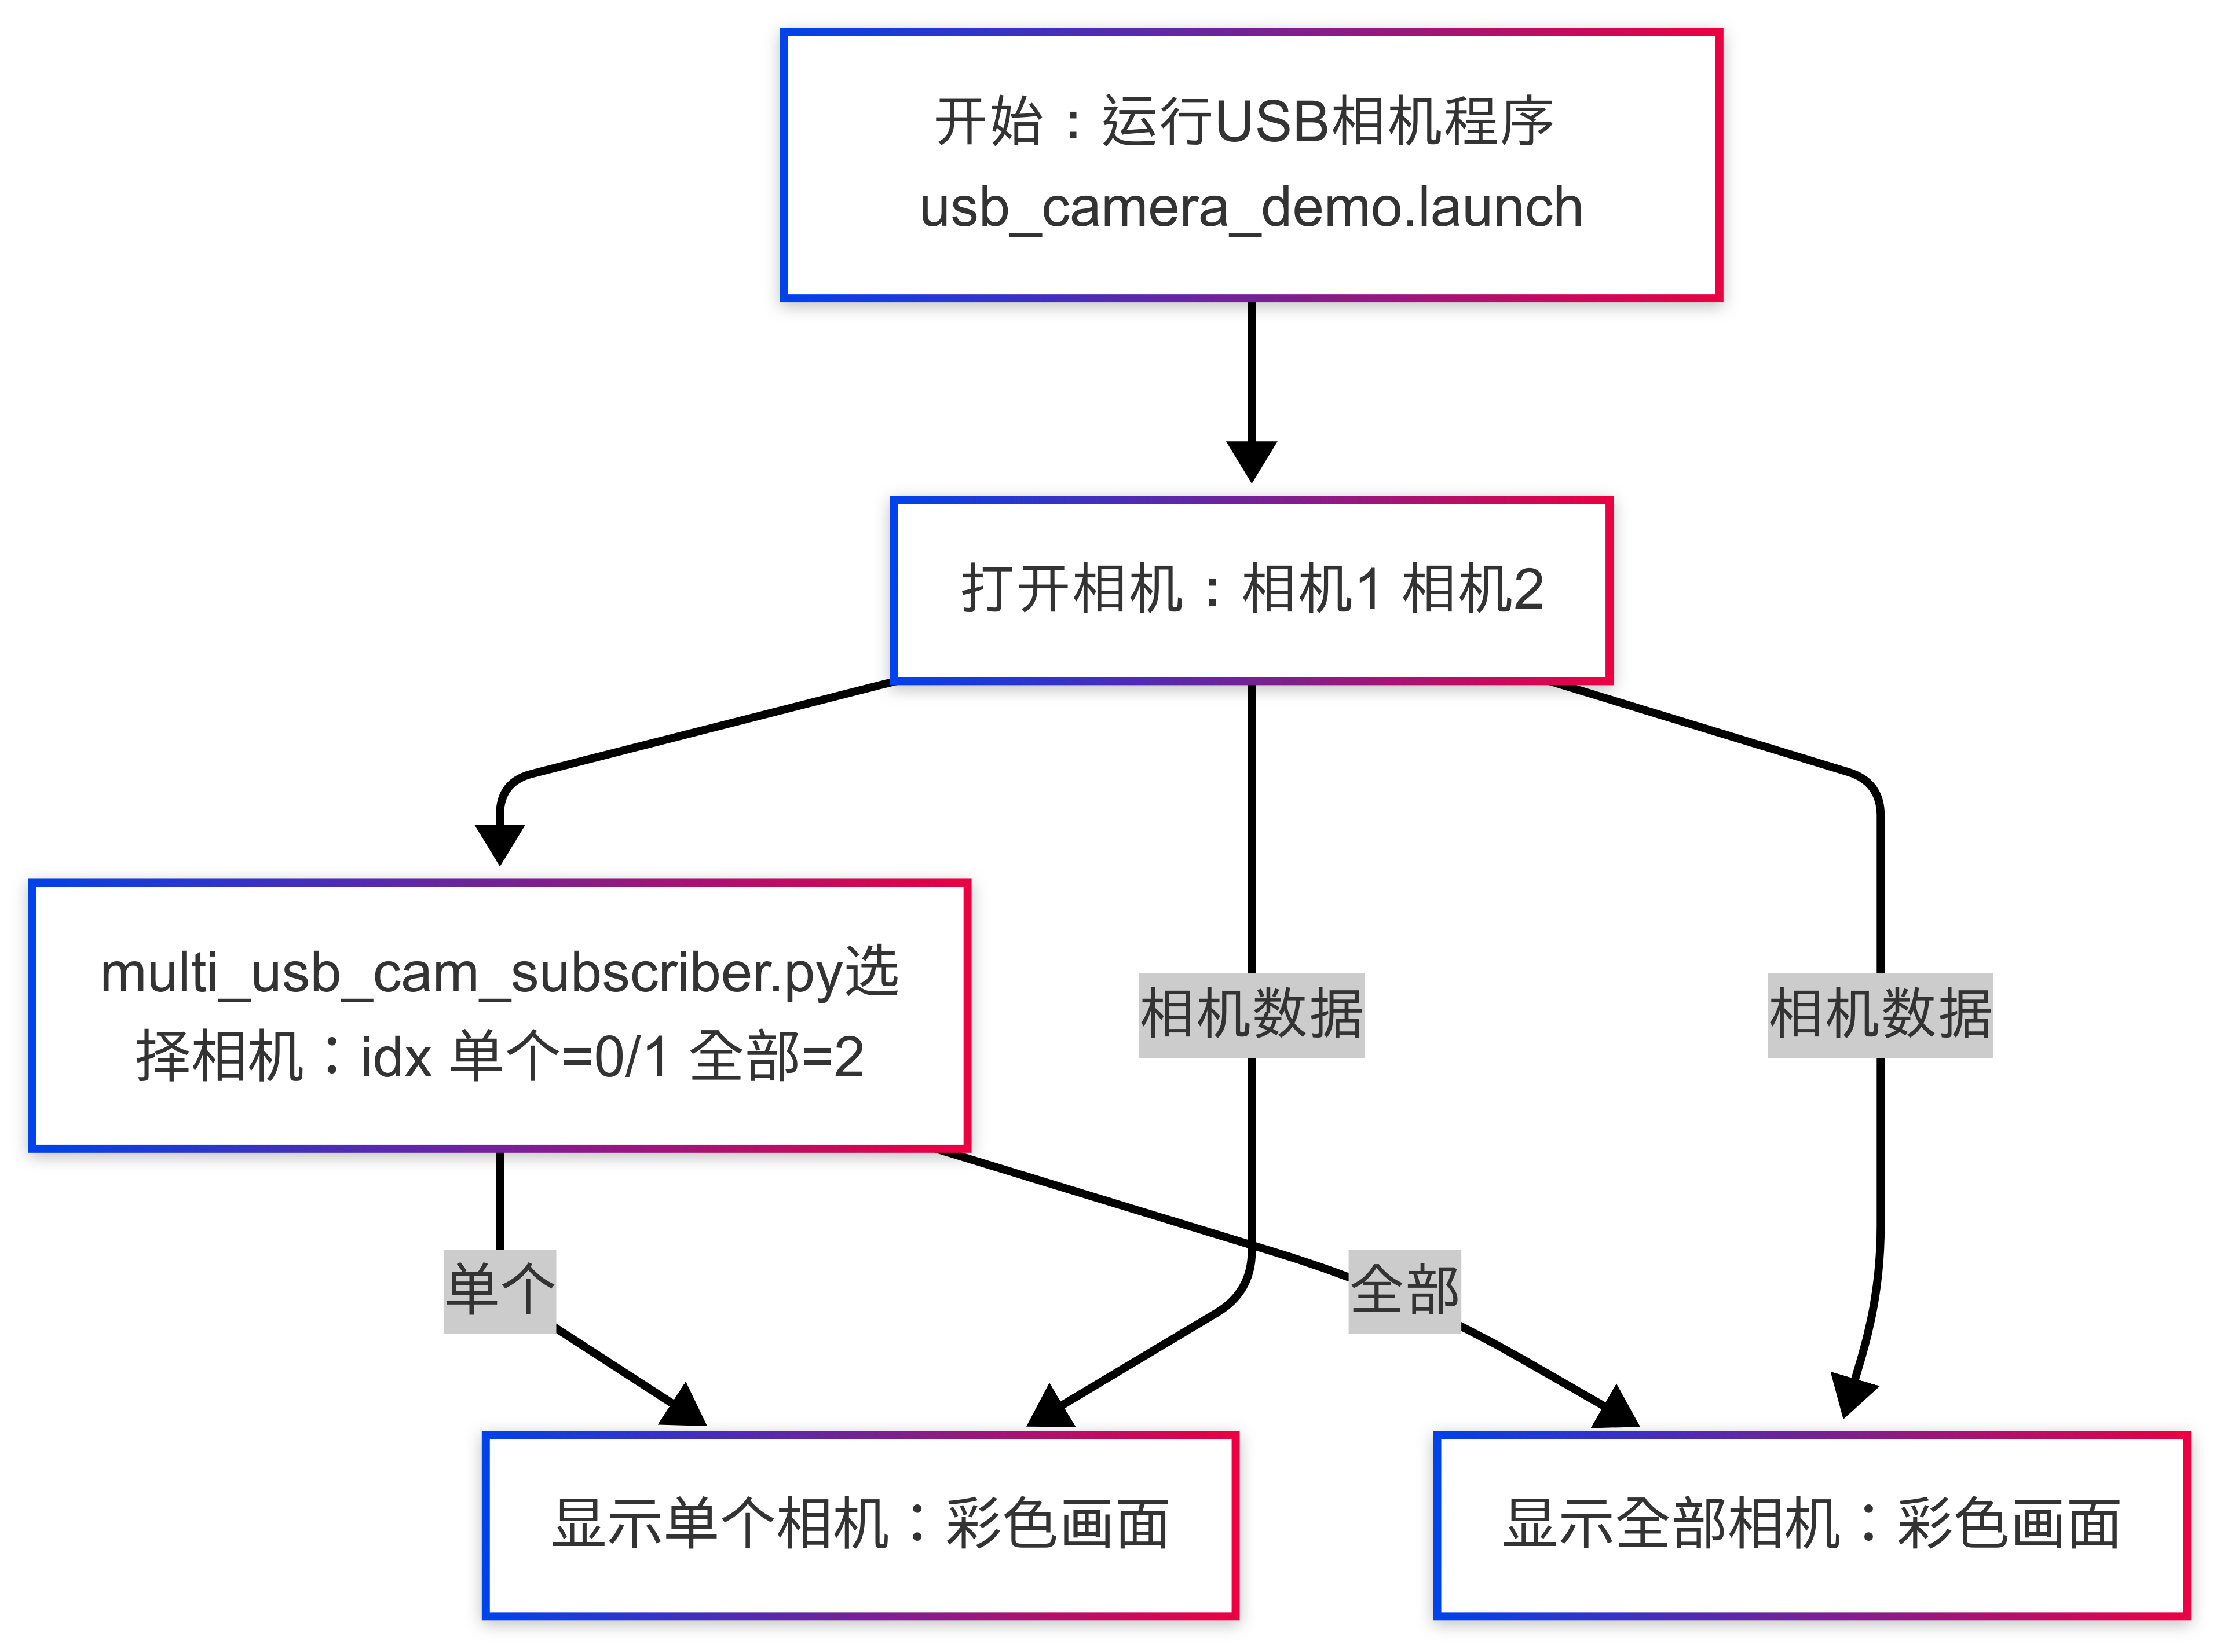 开始：运行USB相机程序
usb_camera_demo.launch
打开相机：相机1 相机2
multi_usb_cam_subscriber.py选
择相机：idx 单个=0/1 全部=2
相机数据
相机数据
单个
全部
显示单个相机：彩色画面
显示全部相机：彩色画面